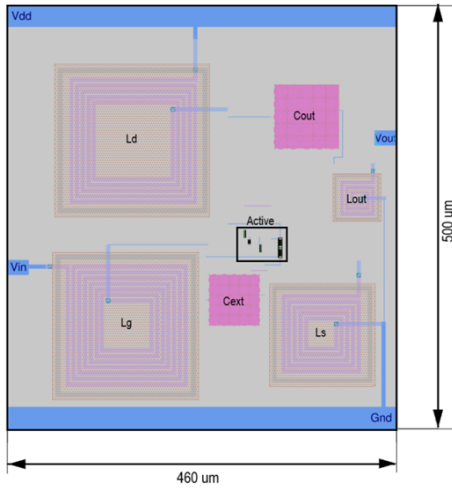 Vdd
Ld
Cout
Vout
Lout
Active
500 um
Vin
Lg
Cext
Ls
Gnd
460 um